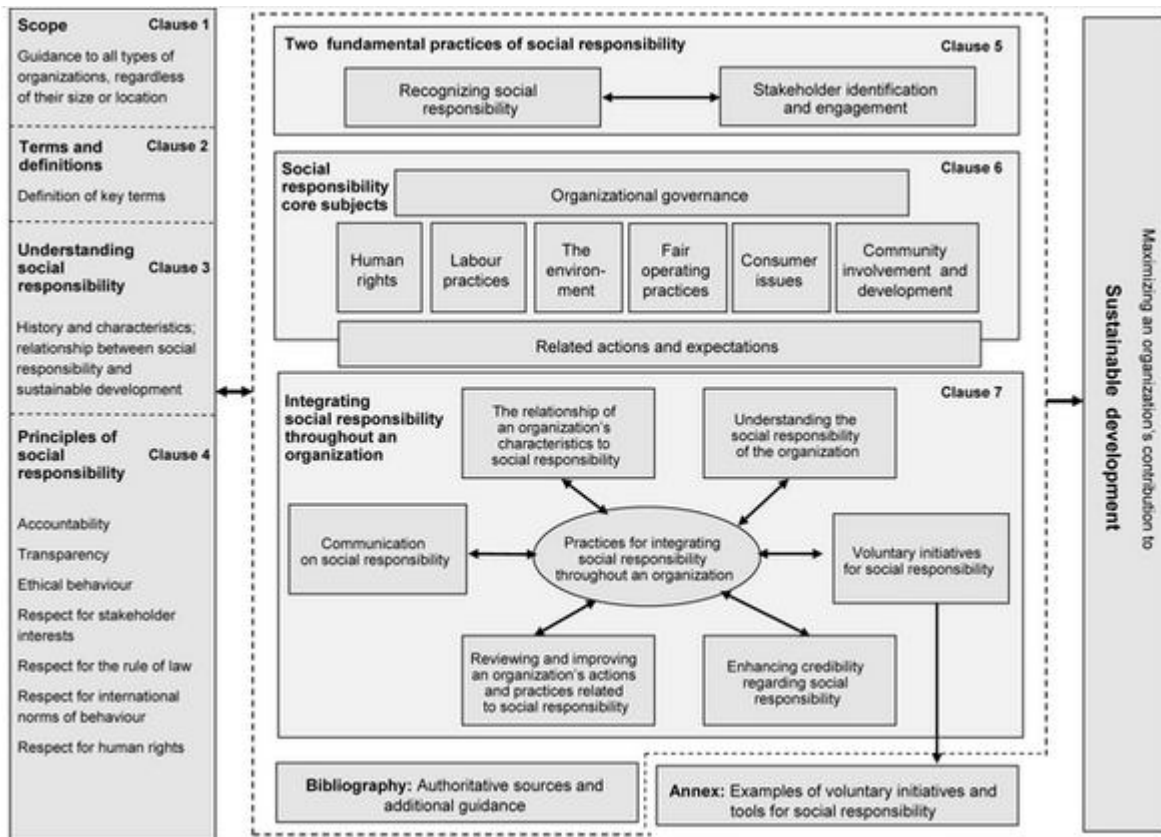 Scope Clause 1
Guidance to all types of
organizations, regardless
of their size or location
Terms and Clause 2
definitions
Definition of key terms
Understanding
social Clause 3
responsibility
History and characteristics;
relationship between social
responsibility and
sustainable development
Principles of
social Clause 4
responsibility
Accountability
Transparency
Ethical behaviour
Respect for stakeholder
interests
Respect for the rule of law
Respect for international
norms of behaviour
Respect for human rights
Two fundamental practices of social responsibility Clause 5
Recognizing social
responsibility
Stakeholder identification
and engagement
Social Clause 6
responsibility
core subjects
Organizational governance
Human
rights
Labour
practices
The
environ-
ment
Fair
operating
practices
Consumer
issues
Community
involvement and
development
Related actions and expectations
Integrating Clause 7
social responsibility
throughout an
organization
The relationship of
an organization's
characteristics to
social responsibility
Understanding the
social responsibility
of the organization
Communication
on social responsibility
Practices for integrating
social responsibility
throughout an organization
Voluntary initiatives
for social responsibility
Reviewing and improving
an organization's actions
and practices related
to social responsibility
Enhancing credibility
regarding social
responsibility
Bibliography: Authoritative sources and
additional guidance
Annex: Examples of voluntary initiatives and
tools for social responsibility
Maximizing an organization's contribution to
Sustainable development